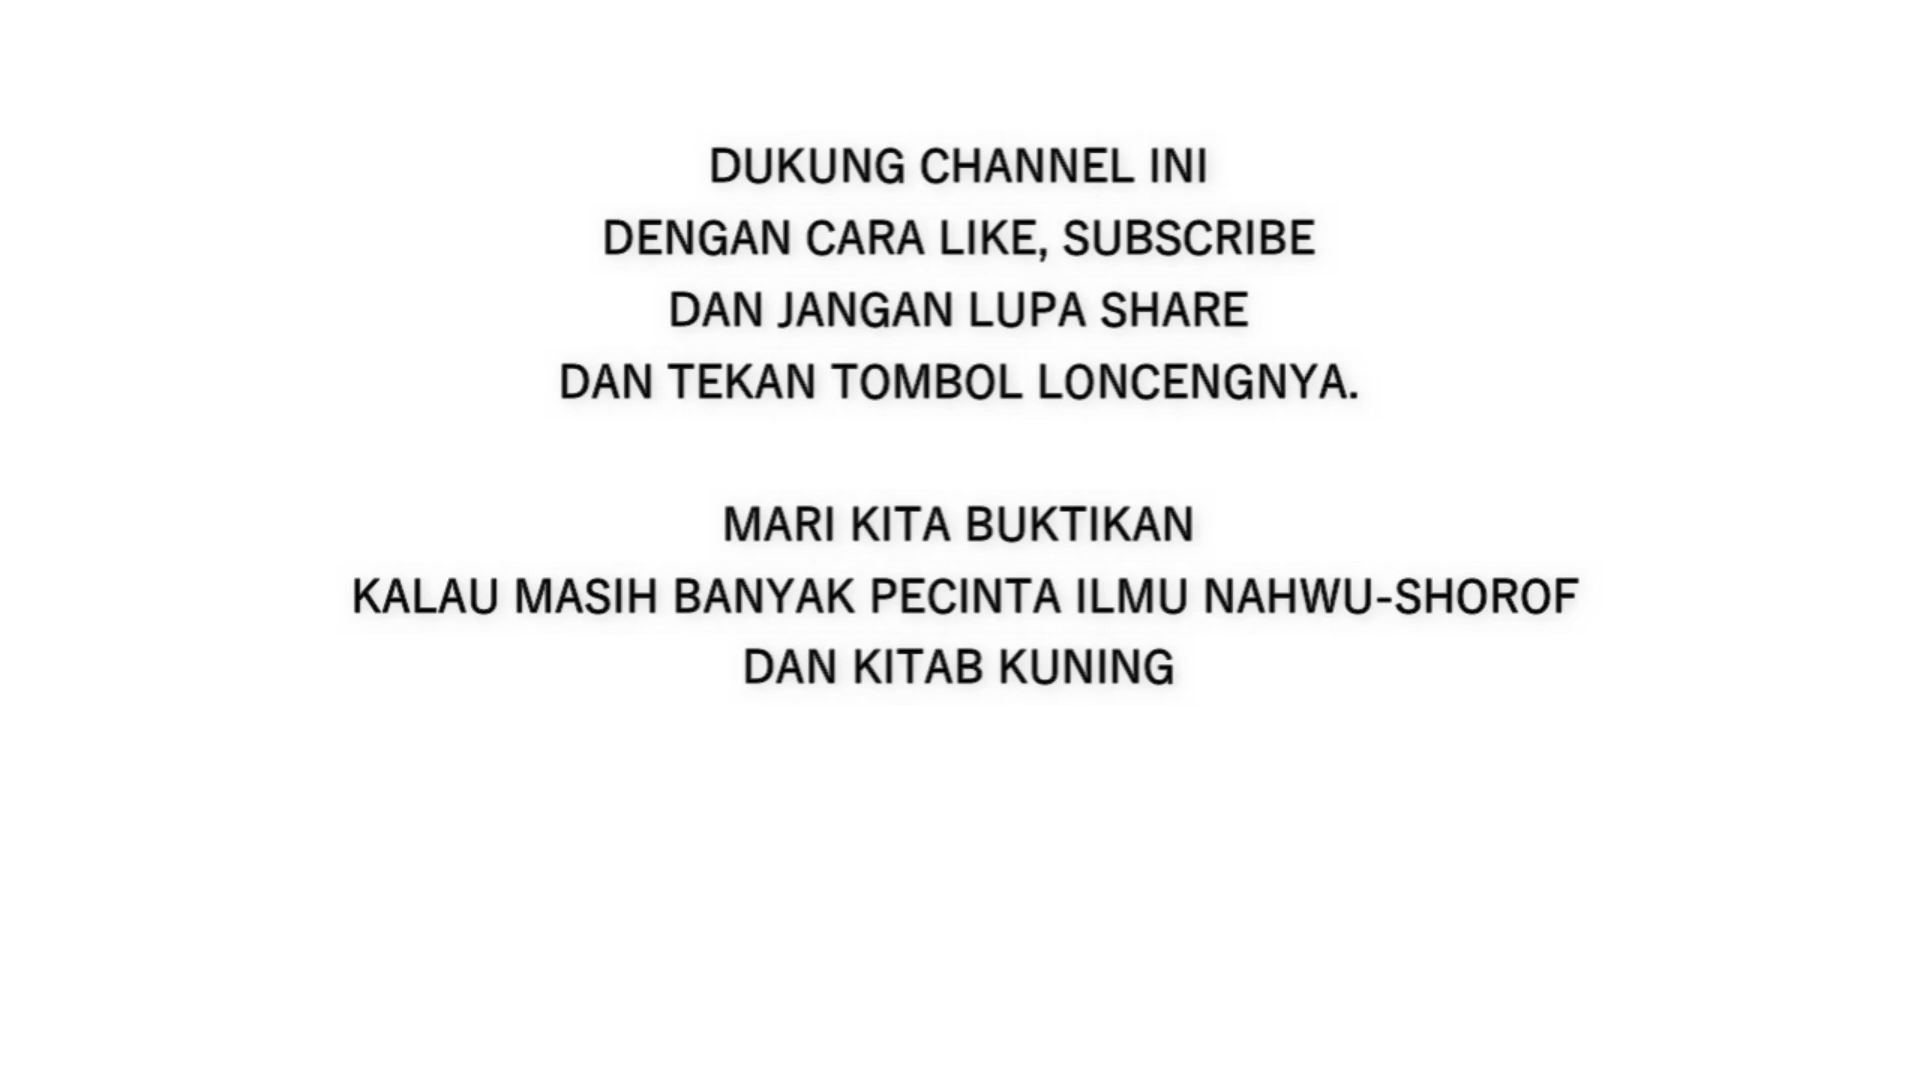 DUKUNG CHANNEL INI
DENGAN CARA LIKE, SUBSCRIBE
DAN JANGAN LUPA SHARE
DAN TEKAN TOMBOL LONCENGNYA.
MARI KITA BUKTIKAN
KALAU MASIH BANYAK PECINTA ILMU NAHWU-SHOROF
DAN KITAB KUNING